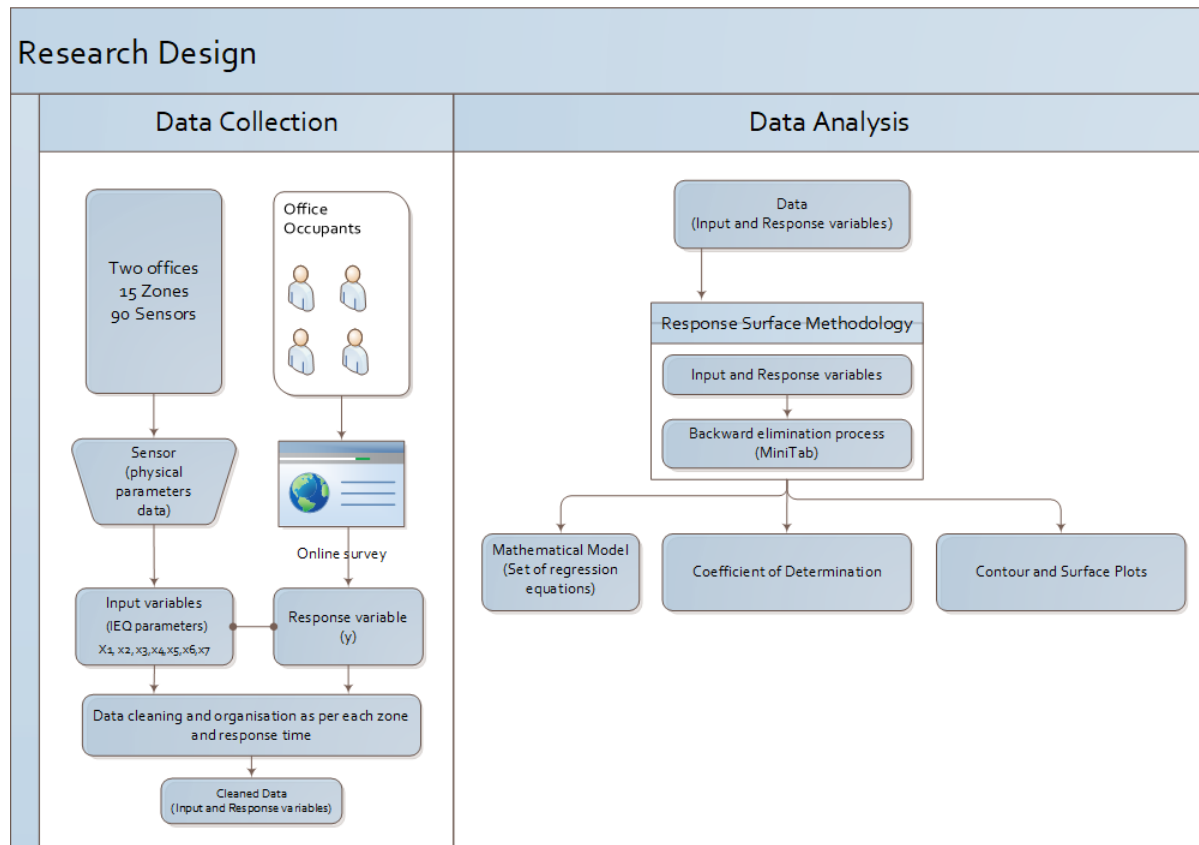 Research Design
Data Collection
Two offices
15 Zones
90 Sensors
Office
Occupants
Sensor
(physical
parameters
data)
Online survey
Input variables
(IEQ parameters)
X1, x2, x3,x4,x5,x6,x7
Response variable
(y)
Data cleaning and organisation as per each zone
and response time
Cleaned Data
(Input and Response variables)
Data Analysis
Data
(Input and Response variables)
Response Surface Methodology
Input and Response variables
Backward elimination process
(MiniTab)
Mathematical Model
(Set of regression
equations)
Coefficient of Determination
Contour and Surface Plots